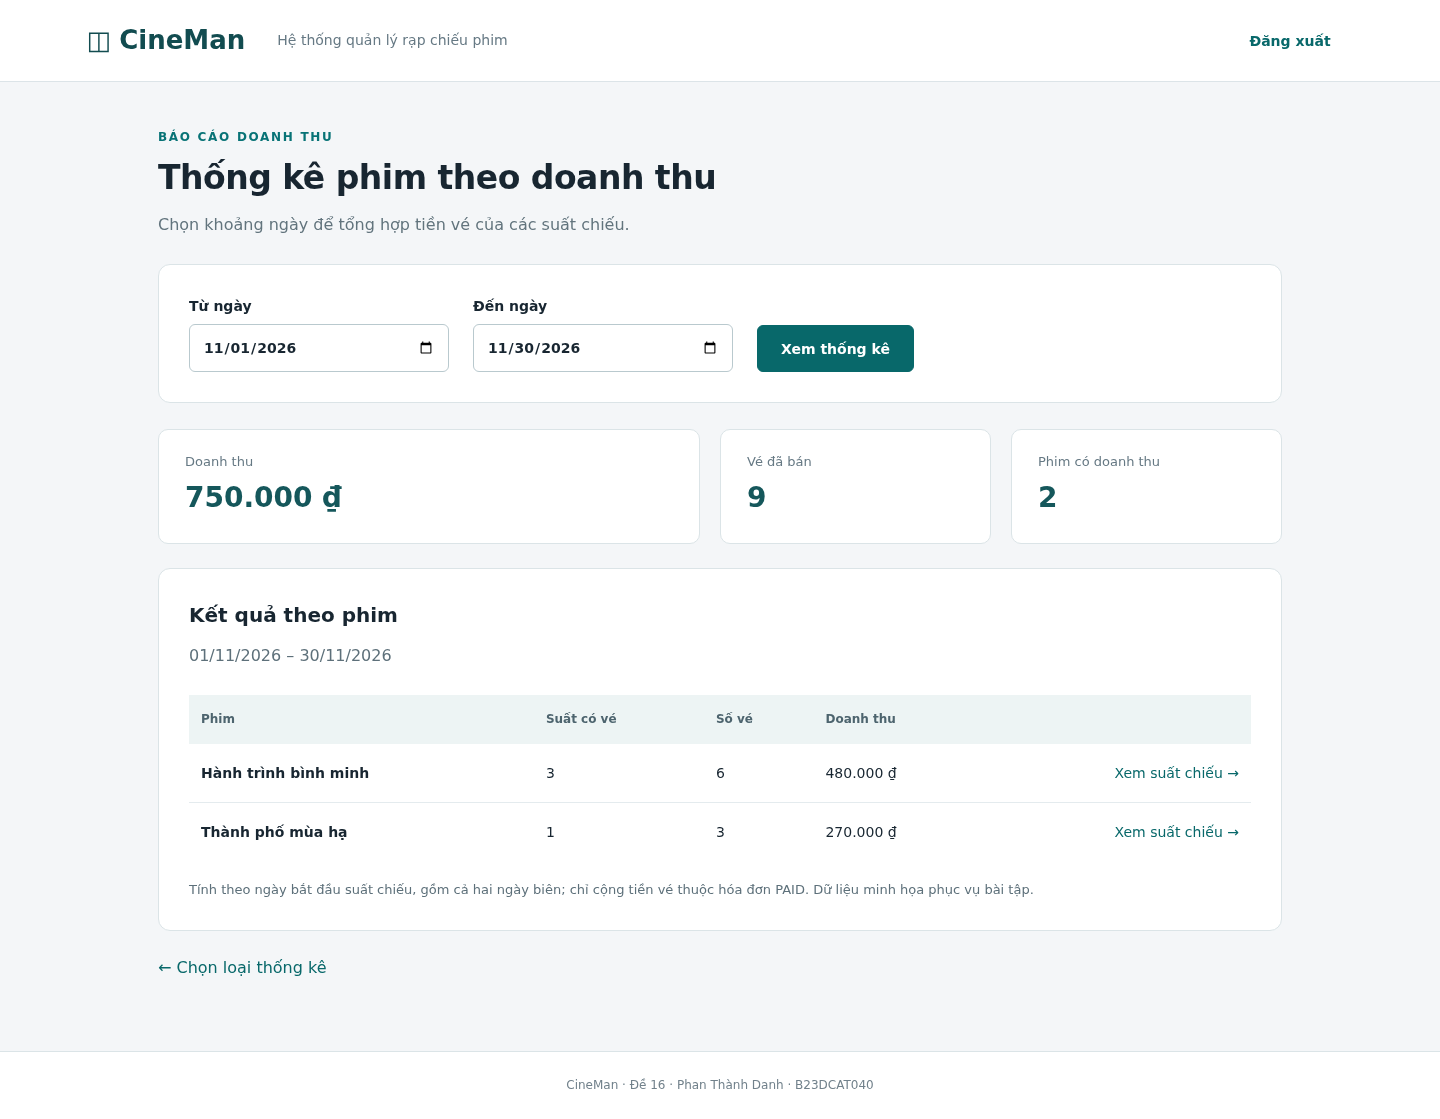 CineMan
Hệ thống quản lý rạp chiếu phim
Đăng xuất
BÁO CÁO DOANH THU
Thống kê phim theo doanh thu
Chọn khoảng ngày để tổng hợp tiền vé của các suất chiếu.
Từ ngày
Đến ngày
11/01/2026
11/30/2026
Xem thống kê
Doanh thu
750.000 ₫
Vé đã bán
9
Phim có doanh thu
2
Kết quả theo phim
01/11/2026 – 30/11/2026
Phim Suất có vé Số vé Doanh thu
Hành trình bình minh 3 6 480.000 ₫ Xem suất chiếu →
Thành phố mùa hạ 1 3 270.000 ₫ Xem suất chiếu →
Tính theo ngày bắt đầu suất chiếu, gồm cả hai ngày biên; chỉ cộng tiền vé thuộc hóa đơn PAID. Dữ liệu minh họa phục vụ bài tập.
← Chọn loại thống kê
CineMan · Đề 16 · Phan Thành Danh · B23DCAT040